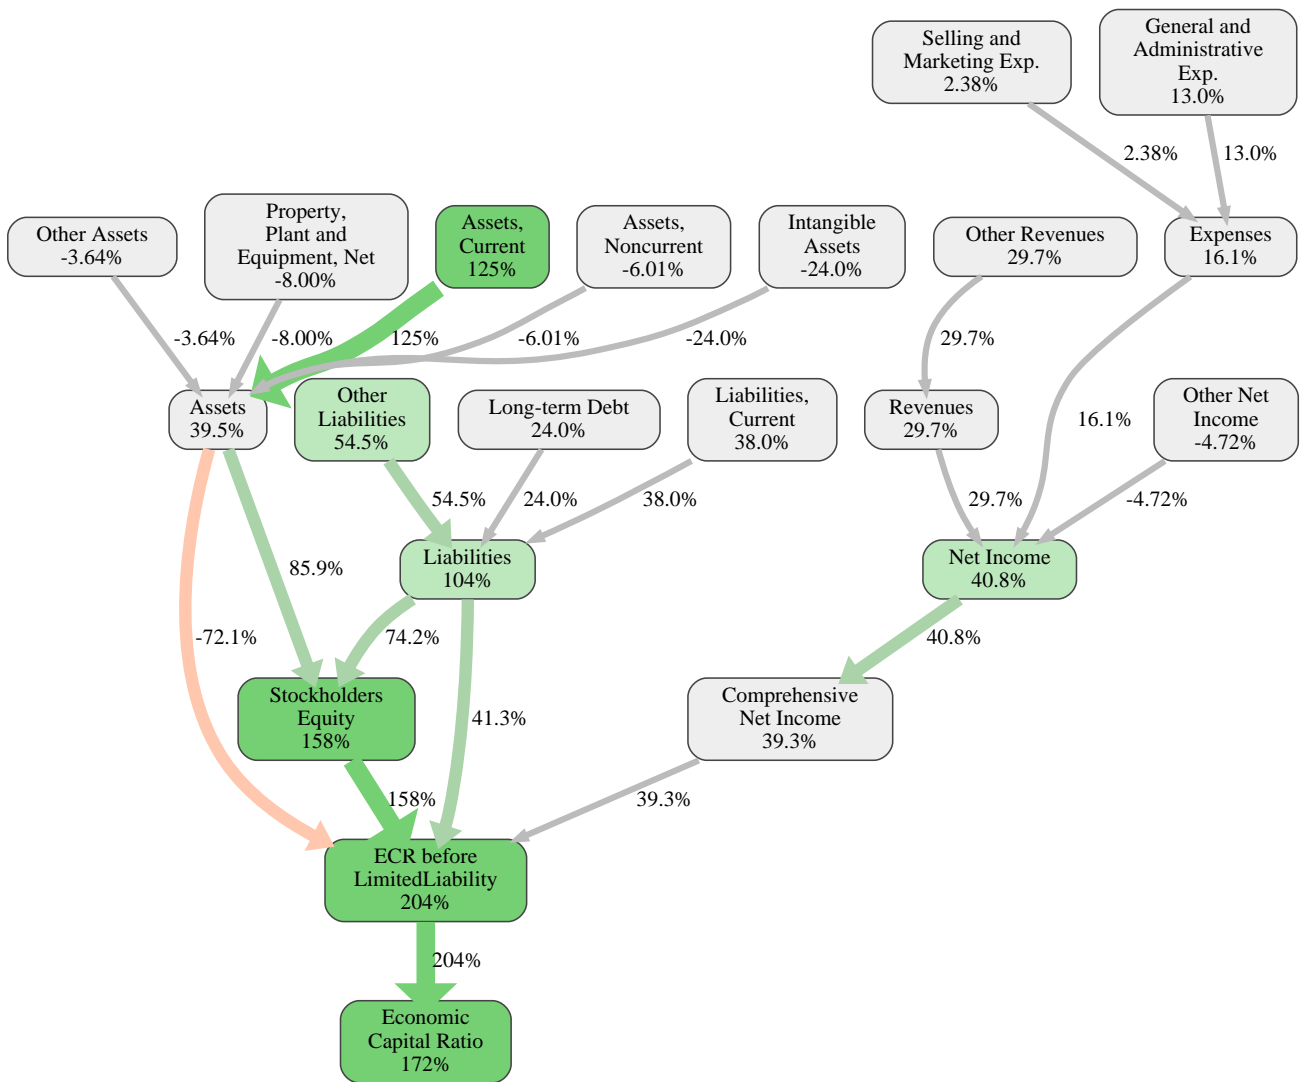 Selling and
Marketing Exp.
2.38%
General and
Administrative
Exp.
13.0%
2.38%
13.0%
Other Assets
-3.64%
Property,
Plant and
Equipment, Net
-8.00%
Assets,
Current
125%
Assets,
Noncurrent
-6.01%
Intangible
Assets
-24.0%
Other Revenues
29.7%
Expenses
16.1%
-3.64%
-8.00%
125%
-6.01%
-24.0%
29.7%
Assets
39.5%
Other
Liabilities
54.5%
Long-term Debt
24.0%
Liabilities,
Current
38.0%
Revenues
29.7%
16.1%
Other Net
Income
-4.72%
54.5%
24.0%
38.0%
29.7%
-4.72%
85.9%
Liabilities
104%
Net Income
40.8%
-72.1%
74.2%
40.8%
Stockholders
Equity
158%
41.3%
Comprehensive
Net Income
39.3%
158%
39.3%
ECR before
LimitedLiability
204%
204%
Economic
Capital Ratio
172%